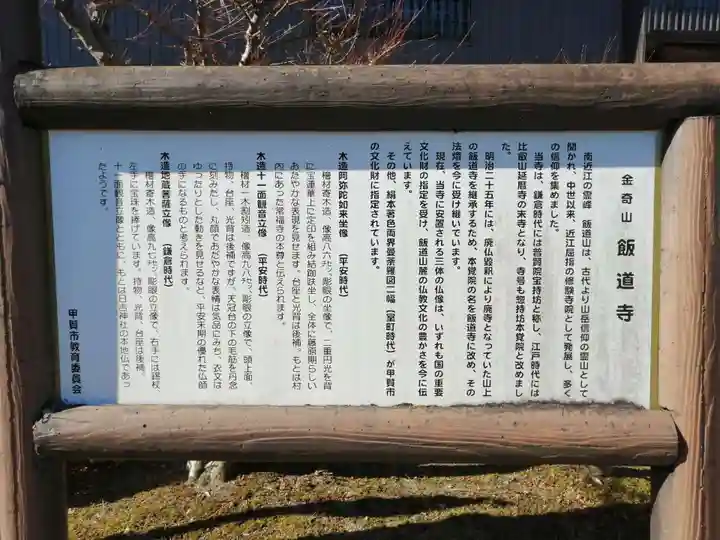 金奇山 飯道寺
南近江の霊峰 飯道山は、古代より山岳信仰の霊山として
開かれ、中世以来、近江屈指の修験寺院として発展し、多く
の信仰を集めました。
当寺は、鎌倉時代には普賢院宝持坊と称し、江戸時代には
比叡山延暦寺の末寺となり、寺号も惣持坊本覚院と改めまし
た。
明治二十五年には、廃仏毀釈により廃寺となっていた山上
の飯道寺を継承するため、本覚院の名を飯道寺に改め、その
法燈を今に受け継いでいます。
現在、当寺に安置される三体の仏像は、いずれも国の重要
文化財の指定を受け、飯道山麓の仏教文化の豊かさを今に伝
えています。
その他、絹本著色両界曼荼羅図二幅（室町時代）が甲賀市
の文化財に指定されています。
木造阿弥陀如来坐像 （平安時代）
檜材寄木造、像高八六㌢、彫眼の坐像で、二重円光を背
に宝蓮華上に定印を結み結跏趺坐し、全体に藤原期らしい
あだやかな表現を見せます。台座と光背は後補。もとは村
内にあった常福寺の本尊と伝えられます。
木造十一面観音立像 （平安時代）
檜材一木割矧造、像高九八㌢、彫眼の立像で、頭上面、
持物、台座、光背は後補ですが、天冠台の下の毛筋を丹念
に刻みだし、丸顔であだやかな表情は気品にみち、衣文は
ゆったりとした動きを見せるなど、平安末期の優れた仏師
の手になるものと考えられます。
木造地蔵菩薩立像 （鎌倉時代）
檜材寄木造、像高九七㌢、彫眼の立像で、右手には錫杖、
左手に宝珠を捧げています。持物、光背、台座は後補。
十一面観音立像とともに、もとは日吉神社の本地仏であっ
たようです。
甲賀市教育委員会